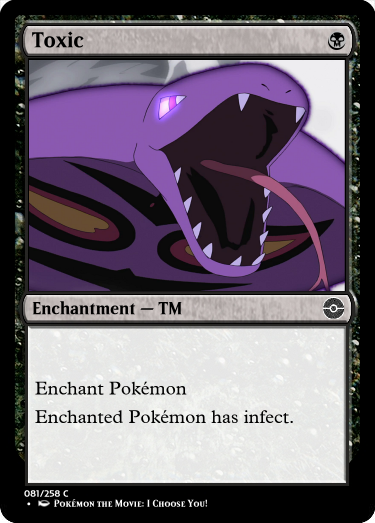 Toxic
Enchantment — TM
Enchant Pokémon
Enchanted Pokémon has infect.
081/258 C
• Pokémon the Movie: I Choose You!